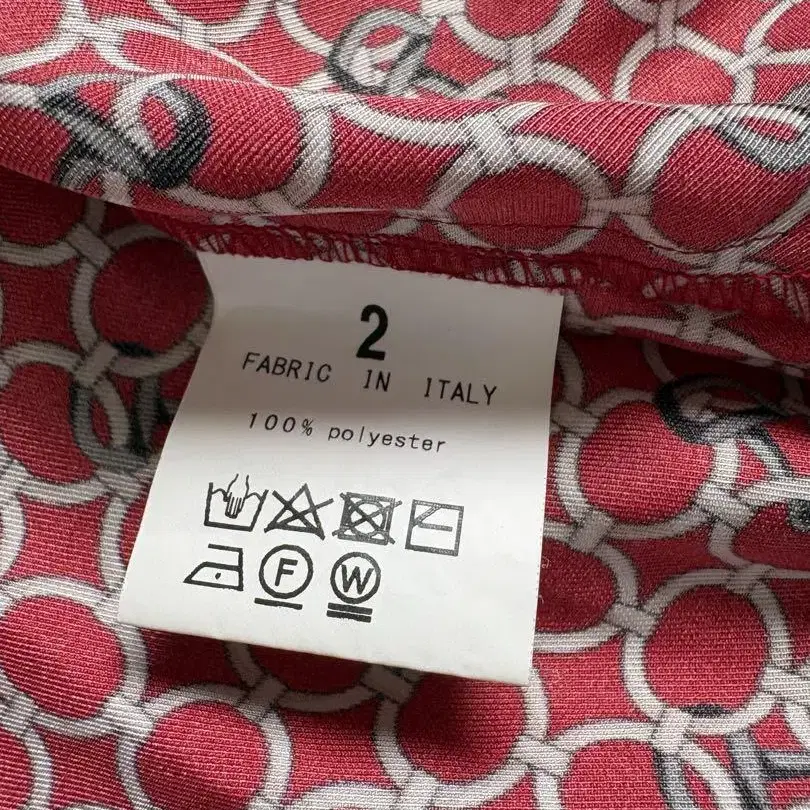 2
FABRIC IN ITALY
100% polyester
F W